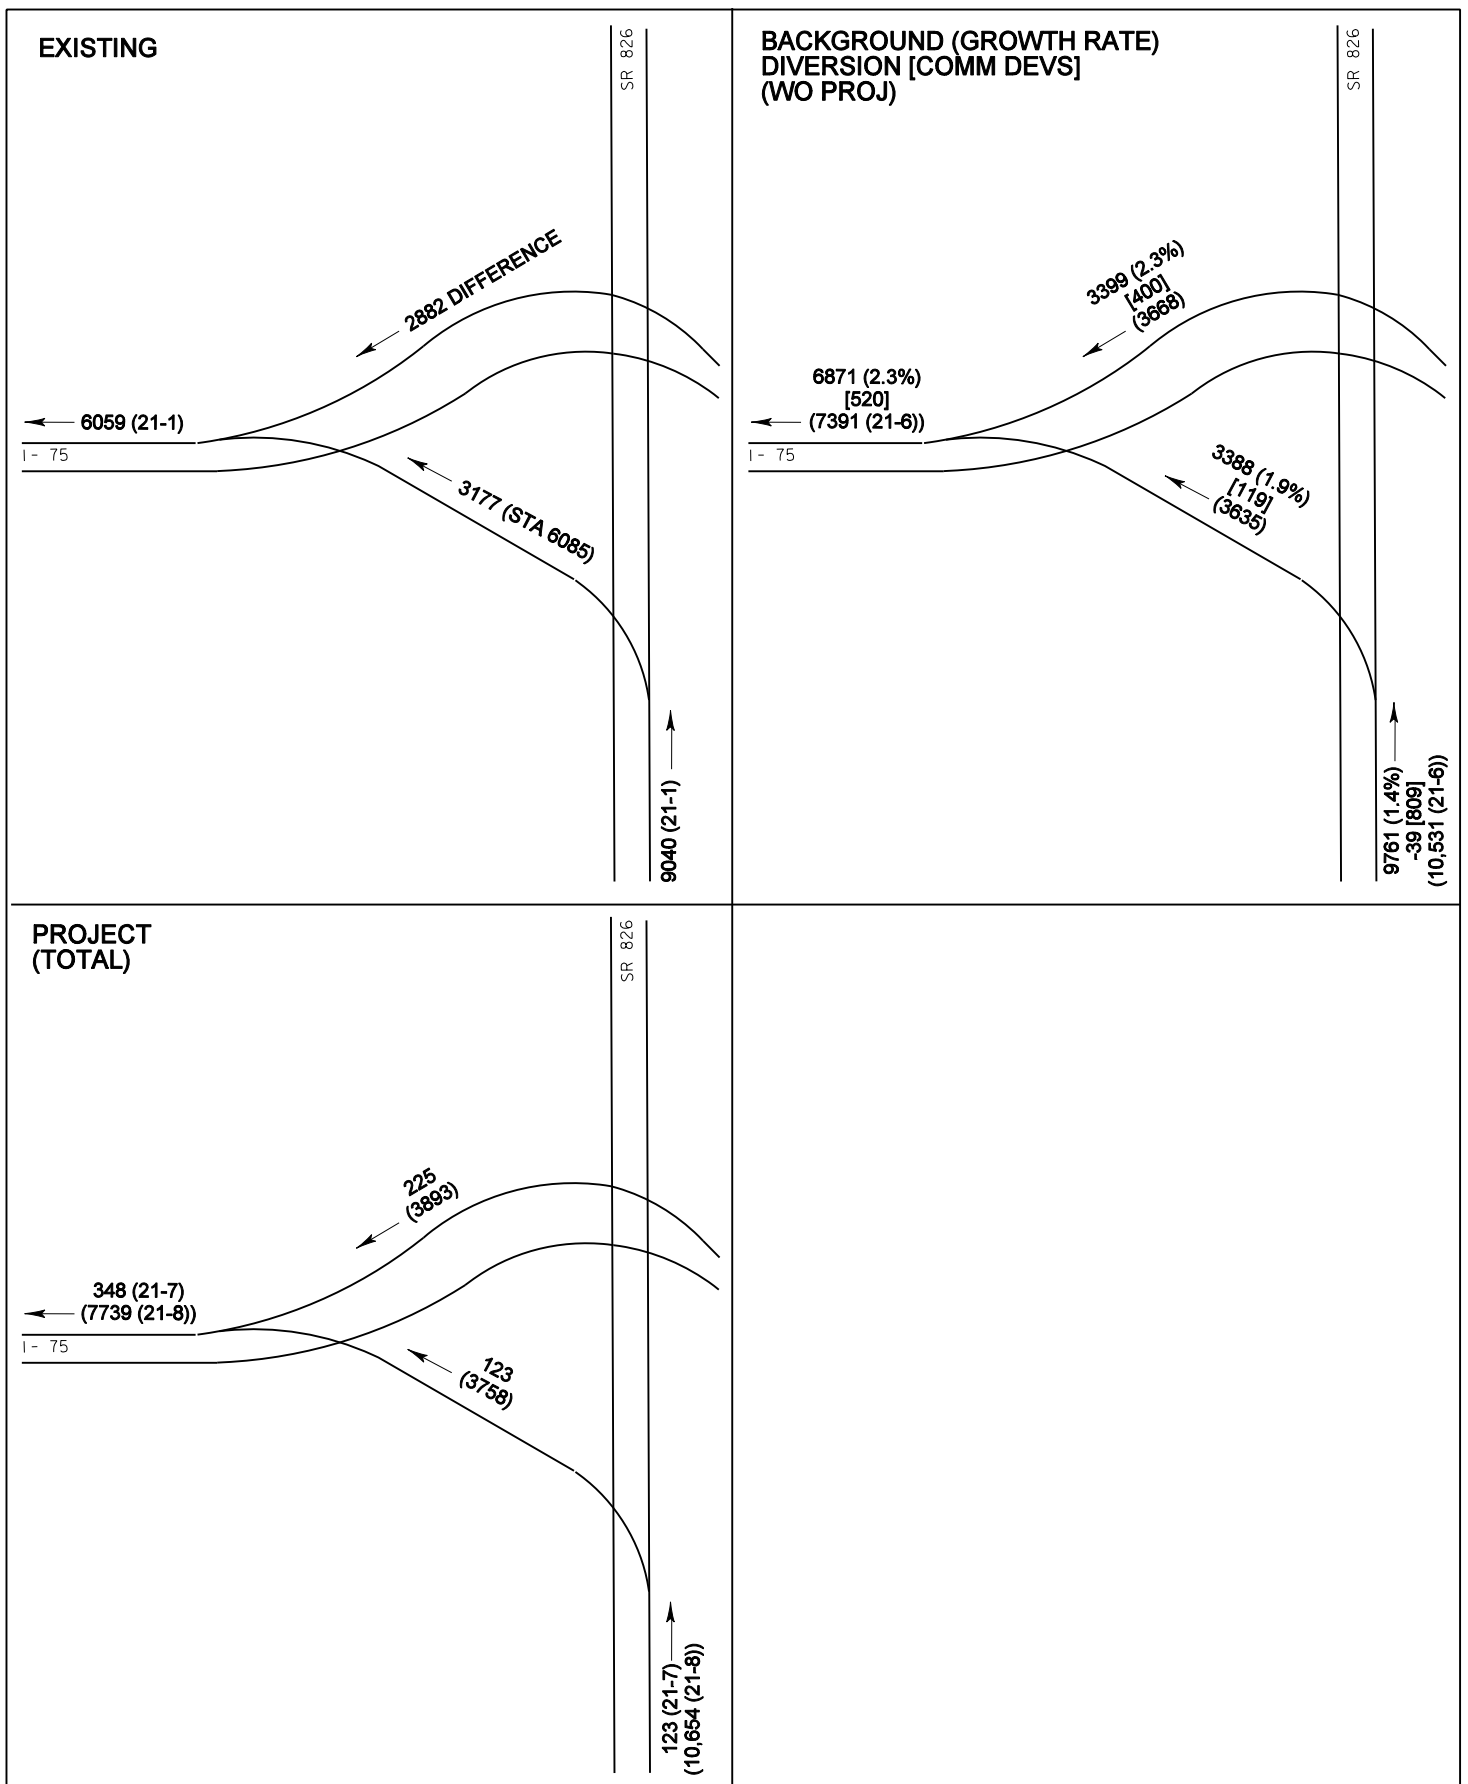 EXISTING
SR 826
2882 DIFFERENCE
6059 (21-1)
I- 75
3177 (STA 6085)
9040 (21-1)
BACKGROUND (GROWTH RATE)
DIVERSION [COMM DEVS]
(WO PROJ)
SR 826
3399 (2.3%)
[400]
(3668)
6871 (2.3%)
[520]
(7391 (21-6))
I- 75
3388 (1.9%)
[119]
(3635)
9761 (1.4%)
-39 [809]
(10,531 (21-6))
PROJECT
(TOTAL)
SR 826
225
(3893)
348 (21-7)
(7739 (21-8))
I- 75
123
(3758)
123 (21-7)
(10,654 (21-8))